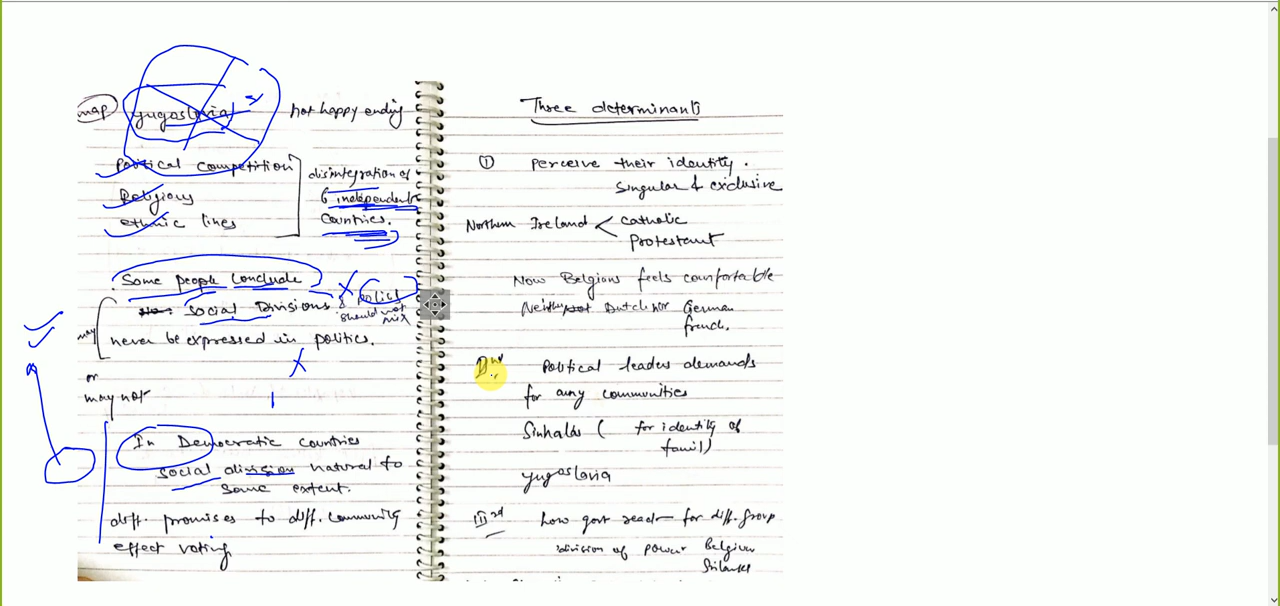 map Yugoslavia not happy ending
Political competition
Religious
ethnic lines
disintegration of
6 independent
countries.
Some people conclude
Social Divisions & politics
should not
mix
may never be expressed in politics.
or
may not
In Democratic countries
social division natural to
some extent.
diff. promises to diff. community
effect voting
Three determinants
① perceive their identity.
singular & exclusive
Northern Ireland < catholic
protestant
Now Belgians feels comfortable
Dutch nor German
french.
IInd Political leaders demands
for any communities
Sinhalas ( for identity of
Tamil)
yugoslavia
IIIrd how govt react for diff. group
division of power Belgium
Srilanka